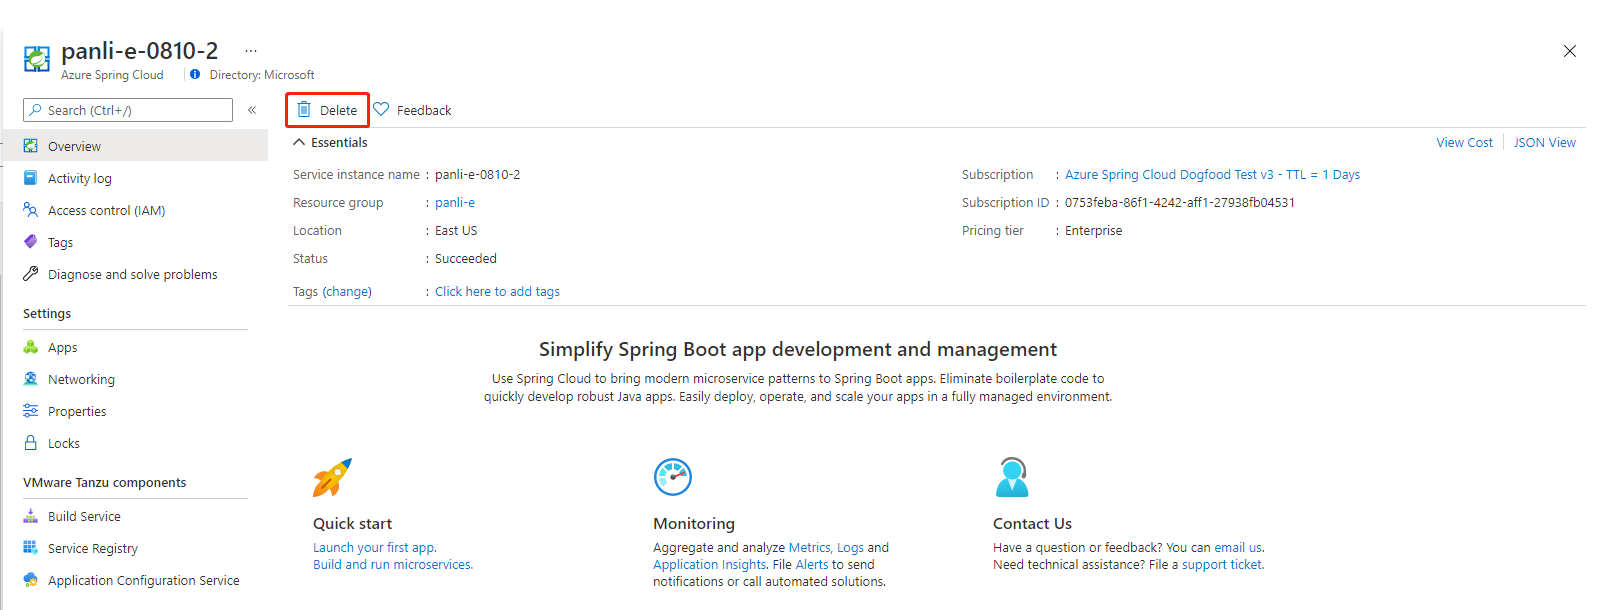 panli-e-0810-2 ...
Azure Spring Cloud Directory: Microsoft
Search (Ctrl+/) «
Overview
Activity log
Access control (IAM)
Tags
Diagnose and solve problems
Settings
Apps
Networking
Properties
Locks
VMware Tanzu components
Build Service
Service Registry
Application Configuration Service
Delete Feedback
Essentials
View Cost JSON View
Service instance name : panli-e-0810-2
Resource group : panli-e
Location : East US
Status : Succeeded
Tags (change) : Click here to add tags
Subscription : Azure Spring Cloud Dogfood Test v3 - TTL = 1 Days
Subscription ID : 0753feba-86f1-4242-aff1-27938fb04531
Pricing tier : Enterprise
Simplify Spring Boot app development and management
Use Spring Cloud to bring modern microservice patterns to Spring Boot apps. Eliminate boilerplate code to
quickly develop robust Java apps. Easily deploy, operate, and scale your apps in a fully managed environment.
Quick start
Launch your first app.
Build and run microservices.
Monitoring
Aggregate and analyze Metrics, Logs and
Application Insights. File Alerts to send
notifications or call automated solutions.
Contact Us
Have a question or feedback? You can email us.
Need technical assistance? File a support ticket.